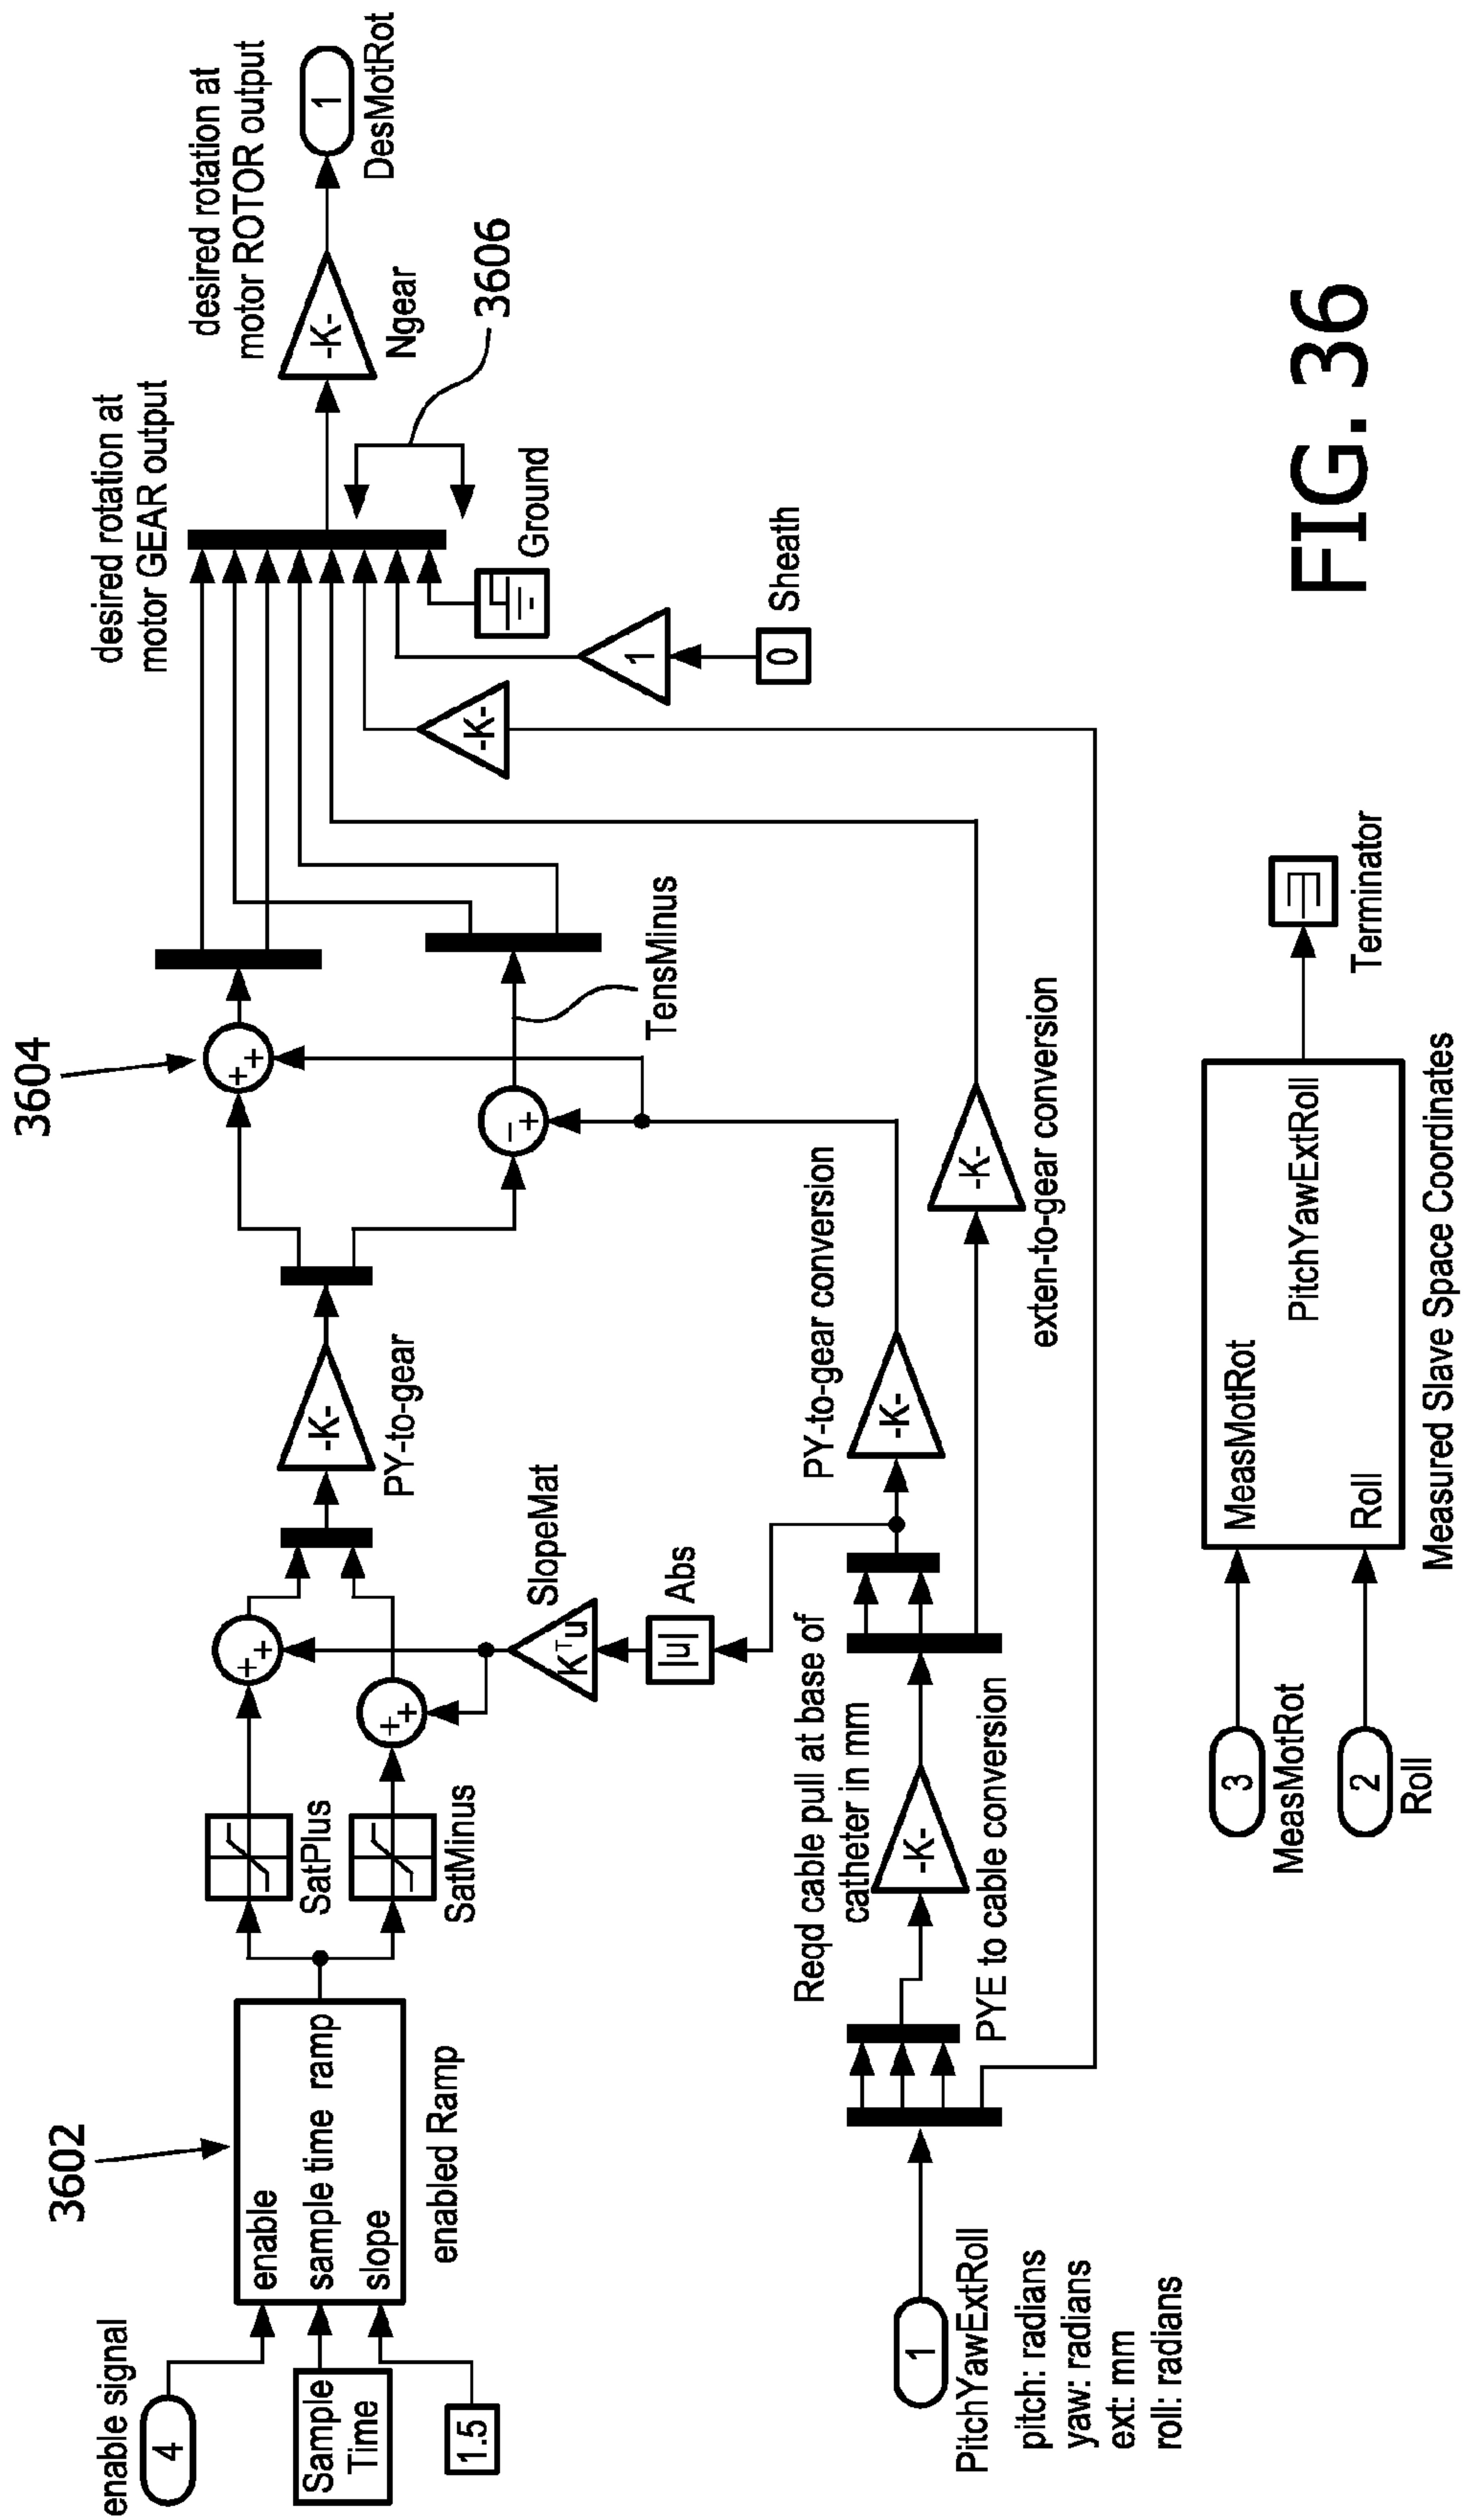 3602
3604
enable signal
4
Sample
Time
1.5
enable
sample time ramp
slope
enabled Ramp
SatPlus
SatMinus
+
+
+
+
K
T
u
SlopeMat
|u|
Abs
-K-
PY-to-gear
+
+
-
+
TensMinus
desired rotation at
motor GEAR output
desired rotation at
motor ROTOR output
-K-
Ngear
1
DesMotRot
3606
Ground
1
0
Sheath
-K-
1
PitchYawExtRoll
pitch: radians
yaw: radians
ext: mm
roll: radians
Reqd cable pull at base of
catheter in mm
-K-
PYE to cable conversion
PY-to-gear conversion
-K-
-K-
exten-to-gear conversion
3
MeasMotRot
2
Roll
MeasMotRot
PitchYawExtRoll
Roll
Measured Slave Space Coordinates
Terminator
FIG. 36